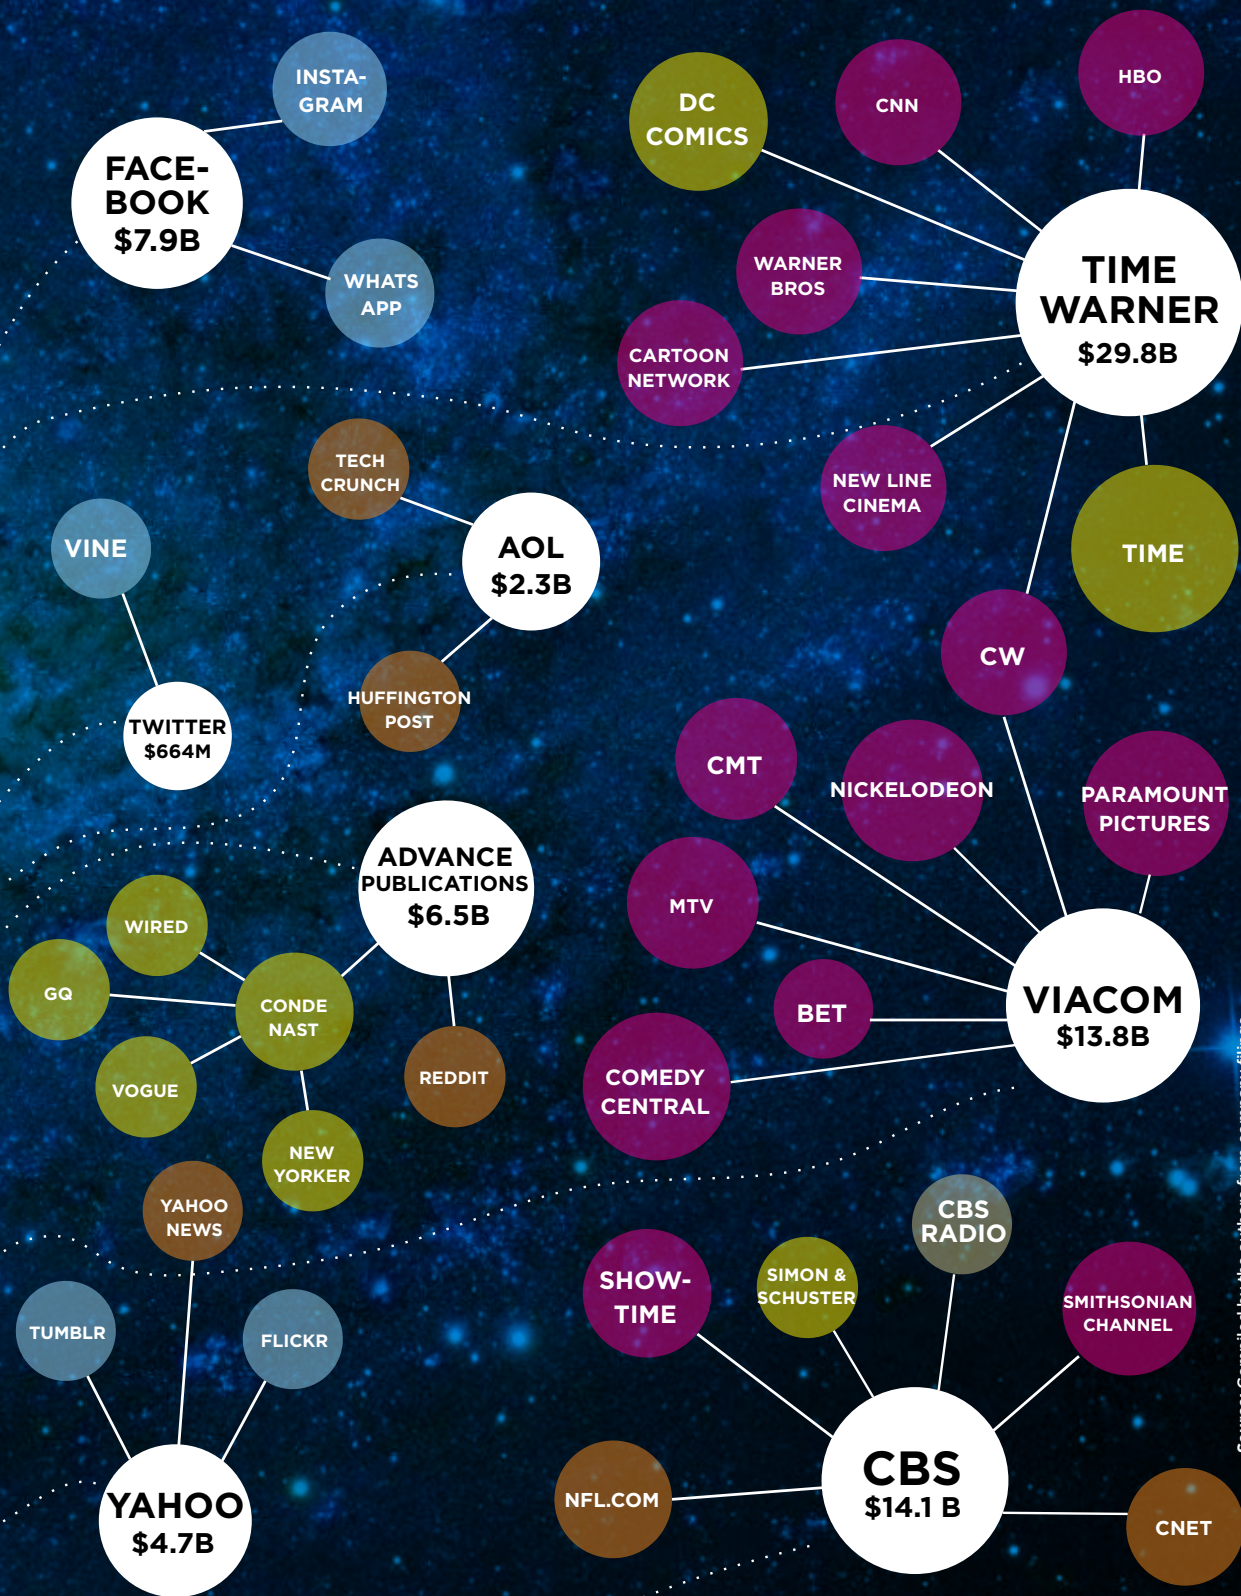 INSTA-
GRAM
FACE-
BOOK
$7.9B
WHATS
APP
DC
COMICS
CNN
HBO
WARNER
BROS
TIME
WARNER
$29.8B
CARTOON
NETWORK
NEW LINE
CINEMA
TIME
TECH
CRUNCH
AOL
$2.3B
HUFFINGTON
POST
VINE
TWITTER
$664M
CW
CMT
NICKELODEON
PARAMOUNT
PICTURES
MTV
BET
VIACOM
$13.8B
COMEDY
CENTRAL
ADVANCE
PUBLICATIONS
$6.5B
WIRED
GQ
CONDE
NAST
VOGUE
REDDIT
NEW
YORKER
YAHOO
NEWS
TUMBLR
FLICKR
YAHOO
$4.7B
SHOW-
TIME
SIMON &
SCHUSTER
CBS
RADIO
SMITHSONIAN
CHANNEL
NFL.COM
CBS
$14.1 B
CNET